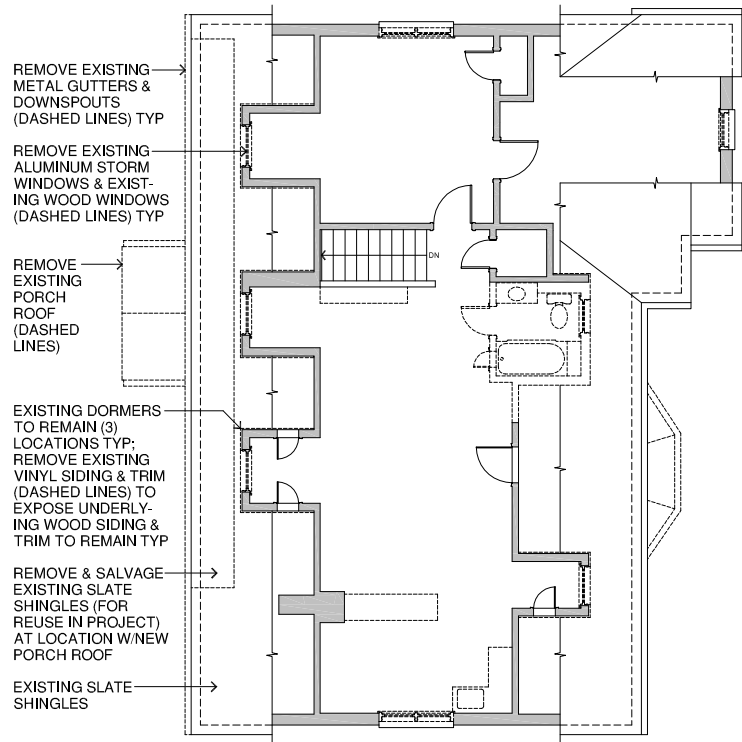 REMOVE EXISTING
METAL GUTTERS &
DOWNSPOUTS
(DASHED LINES) TYP
REMOVE EXISTING
ALUMINUM STORM
WINDOWS & EXIST-
ING WOOD WINDOWS
(DASHED LINES) TYP
REMOVE
EXISTING
PORCH
ROOF
(DASHED
LINES)
DN
EXISTING DORMERS
TO REMAIN (3)
LOCATIONS TYP;
REMOVE EXISTING
VINYL SIDING & TRIM
(DASHED LINES) TO
EXPOSE UNDERLY-
ING WOOD SIDING &
TRIM TO REMAIN TYP
REMOVE & SALVAGE
EXISTING SLATE
SHINGLES (FOR
REUSE IN PROJECT)
AT LOCATION W/NEW
PORCH ROOF
EXISTING SLATE
SHINGLES